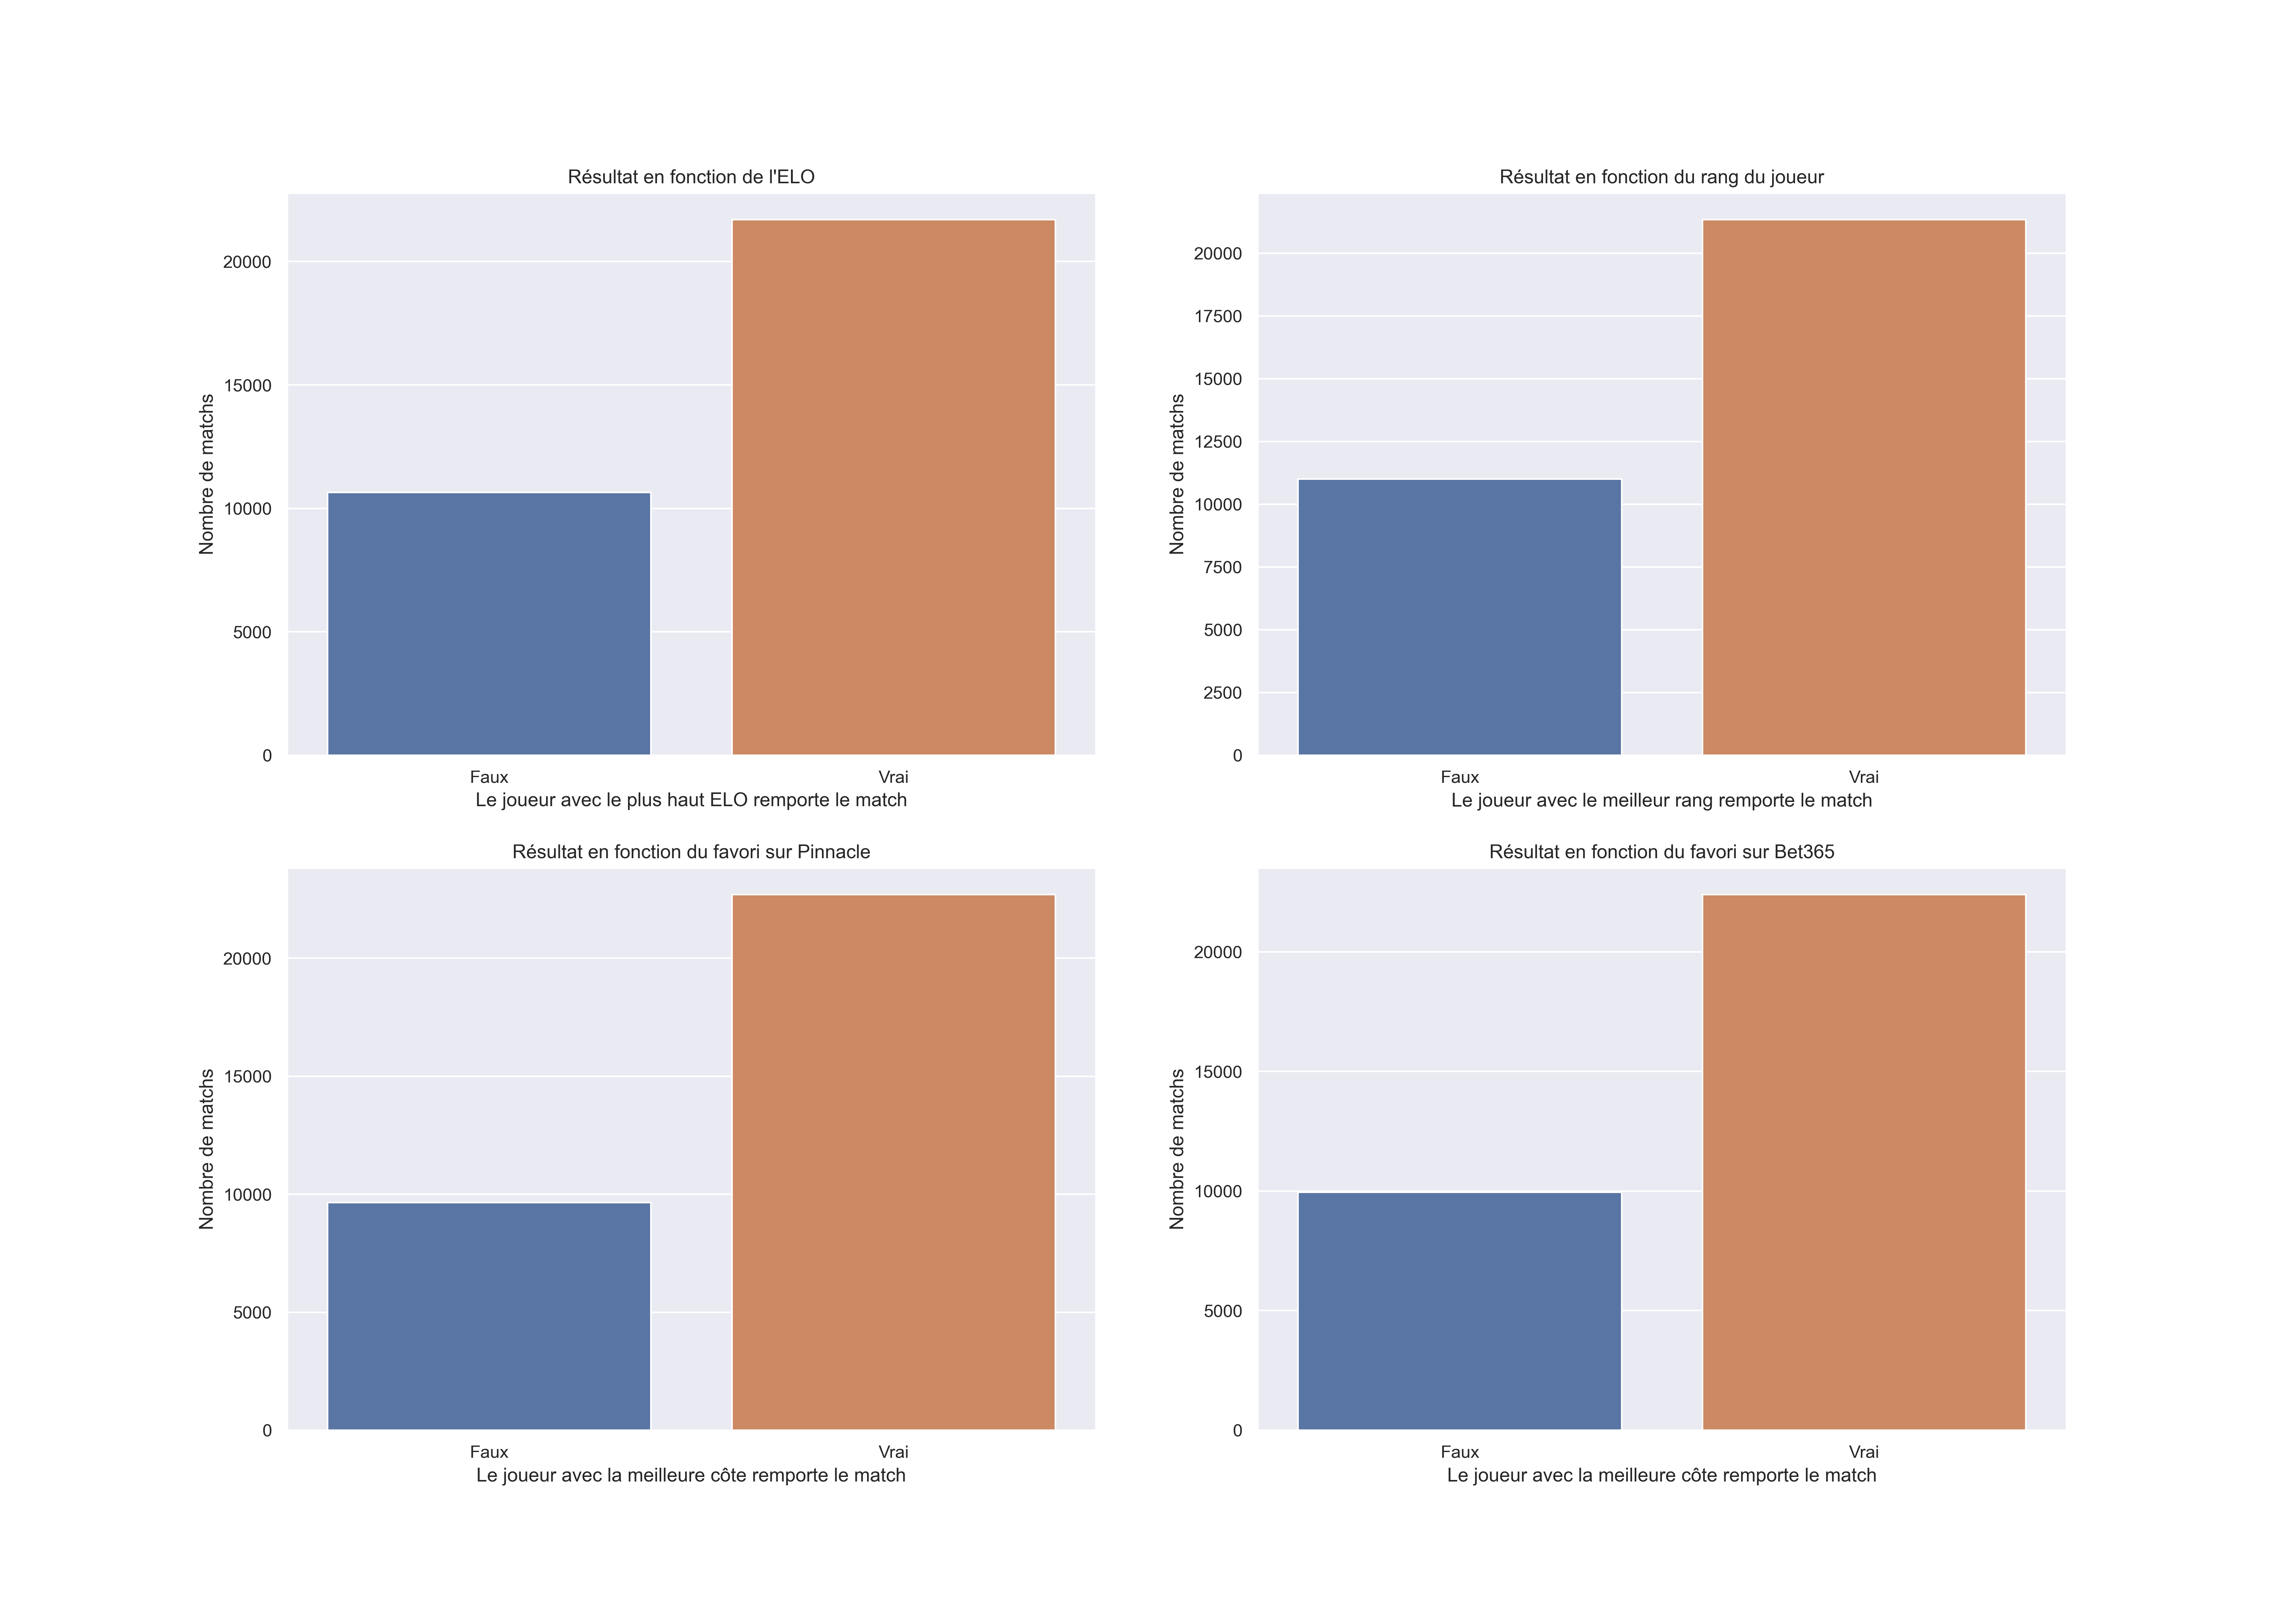 Résultat en fonction de l'ELO
Nombre de matchs
20000
15000
10000
5000
0
Faux
Vrai
Le joueur avec le plus haut ELO remporte le match
Résultat en fonction du rang du joueur
Nombre de matchs
20000
17500
15000
12500
10000
7500
5000
2500
0
Faux
Vrai
Le joueur avec le meilleur rang remporte le match
Résultat en fonction du favori sur Pinnacle
Nombre de matchs
20000
15000
10000
5000
0
Faux
Vrai
Le joueur avec la meilleure côte remporte le match
Résultat en fonction du favori sur Bet365
Nombre de matchs
20000
15000
10000
5000
0
Faux
Vrai
Le joueur avec la meilleure côte remporte le match